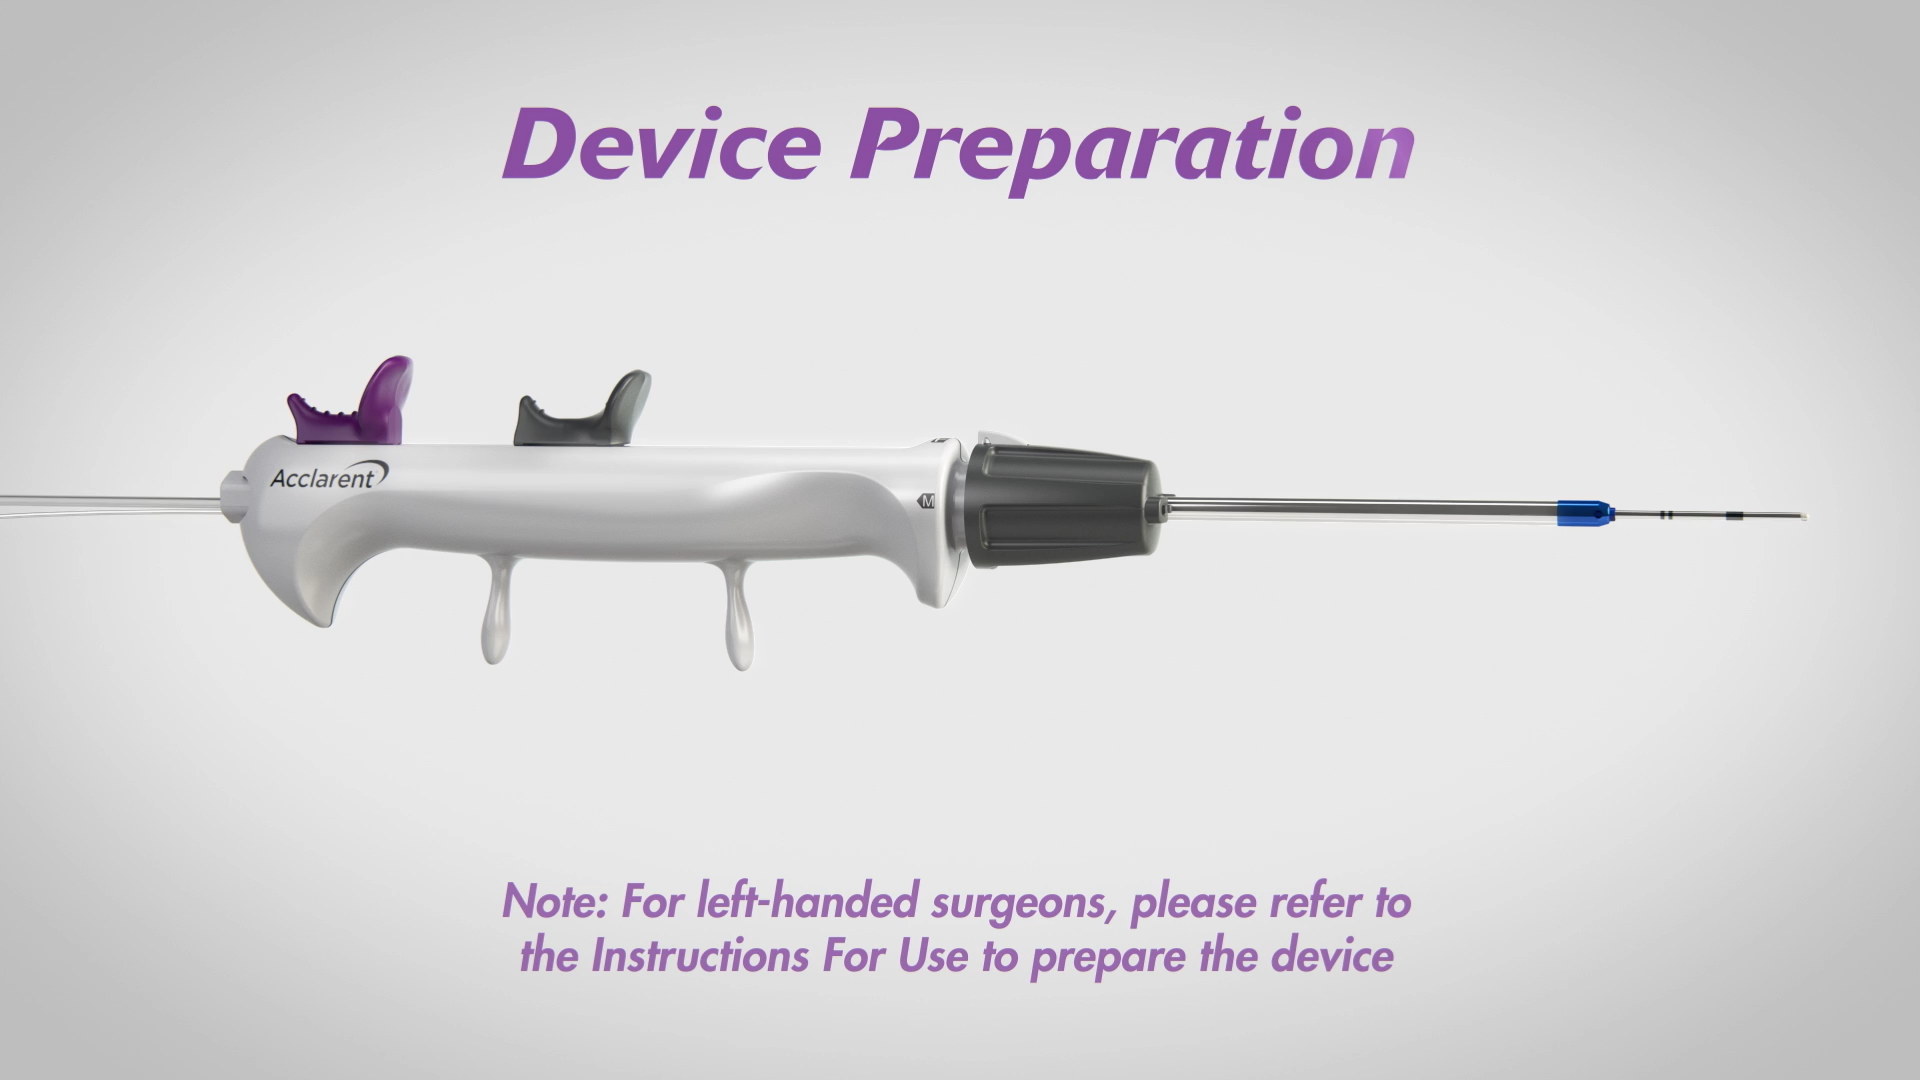 Device Preparation
Acclarent
M
Note: For left-handed surgeons, please refer to
the Instructions For Use to prepare the device